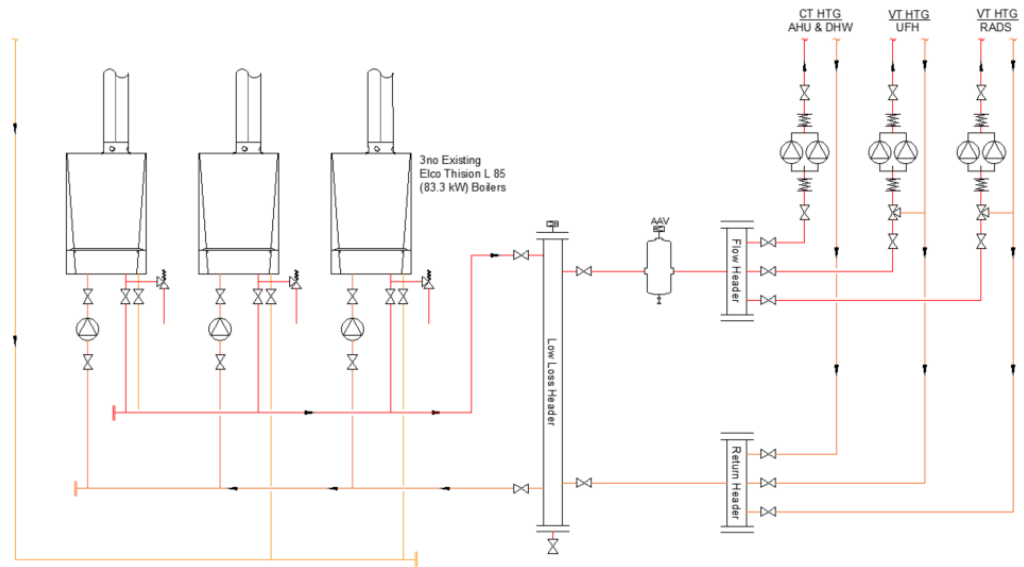 CT HTG
AHU & DHW
VT HTG
UFH
VT HTG
RADS
3no Existing
Elco Thision L 85
(83.3 kW) Boilers
AAV
Flow Header
Low Loss Header
Return Header